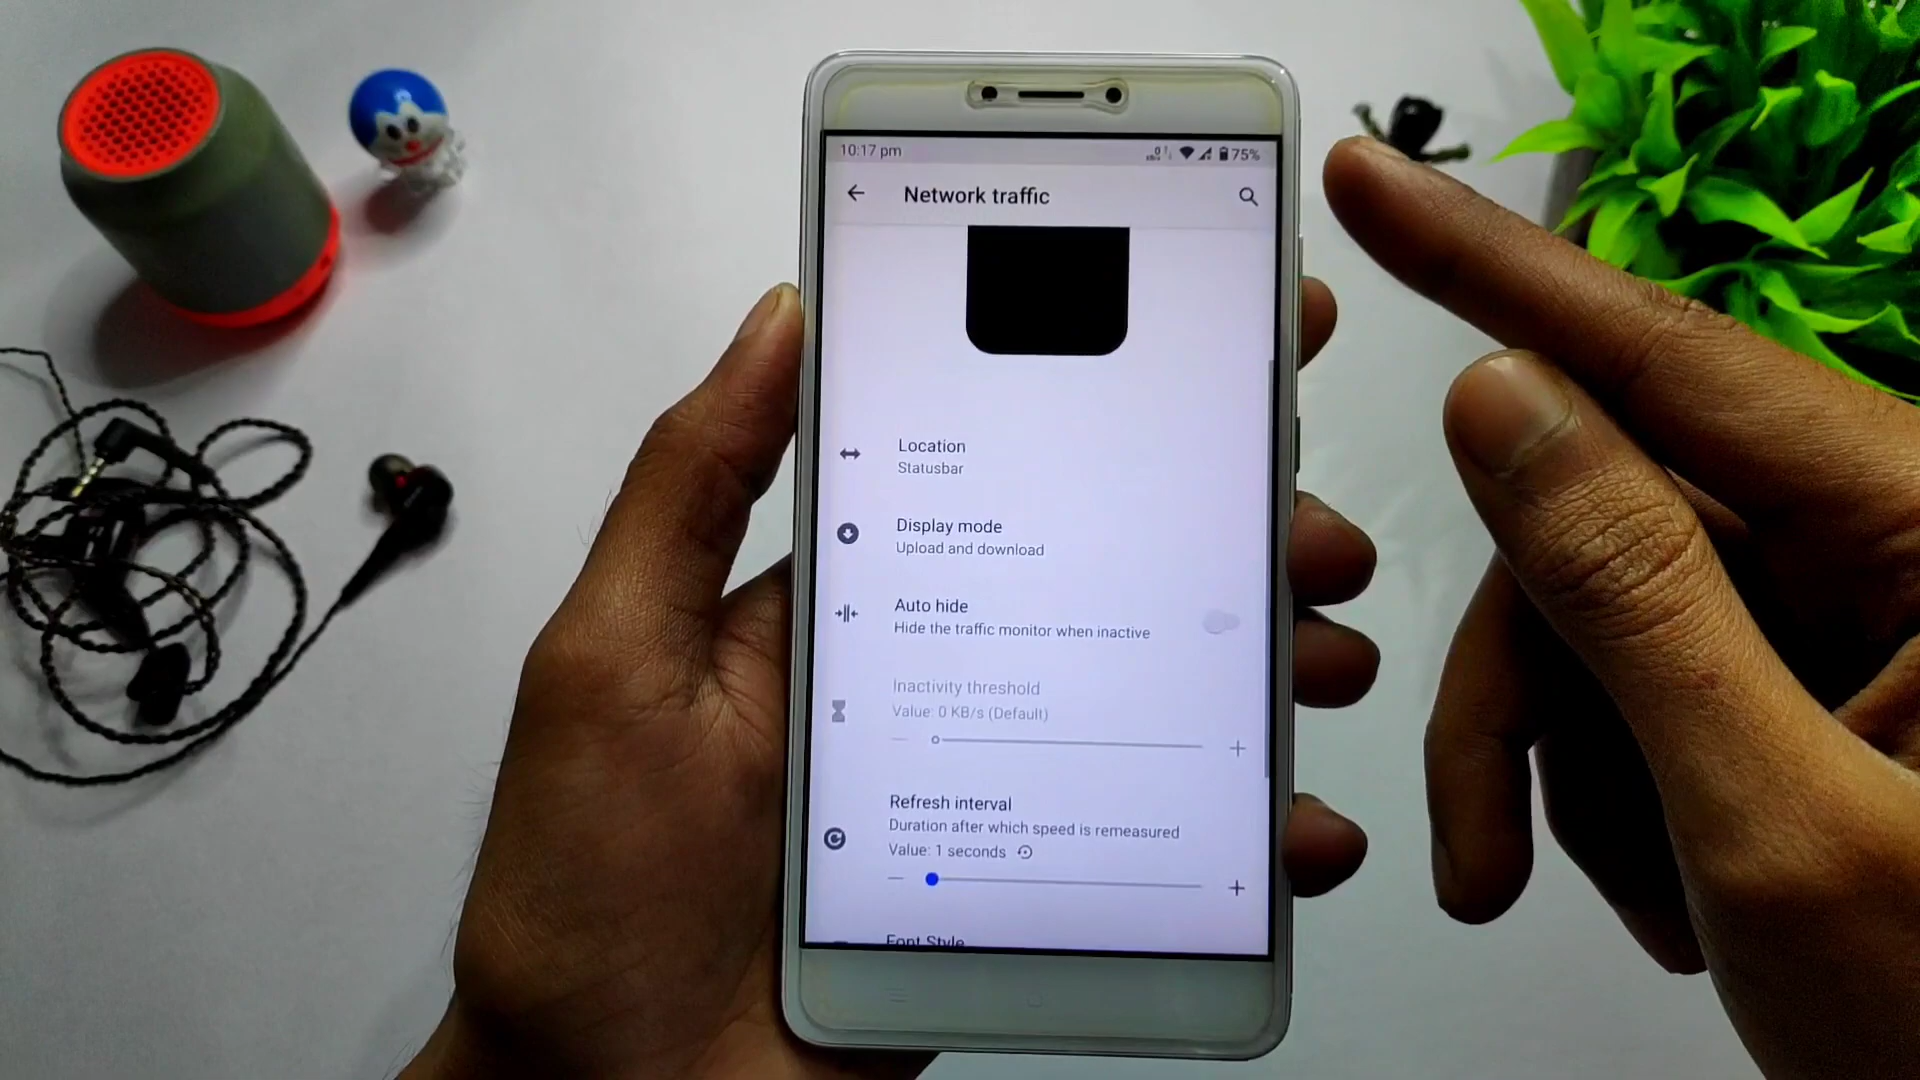 10:17 pm
75%
Network traffic
Location
Statusbar
Display mode
Upload and download
Auto hide
Hide the traffic monitor when inactive
Inactivity threshold
Value: 0 KB/s (Default)
Refresh interval
Duration after which speed is remeasured
Value: 1 seconds
Font Style